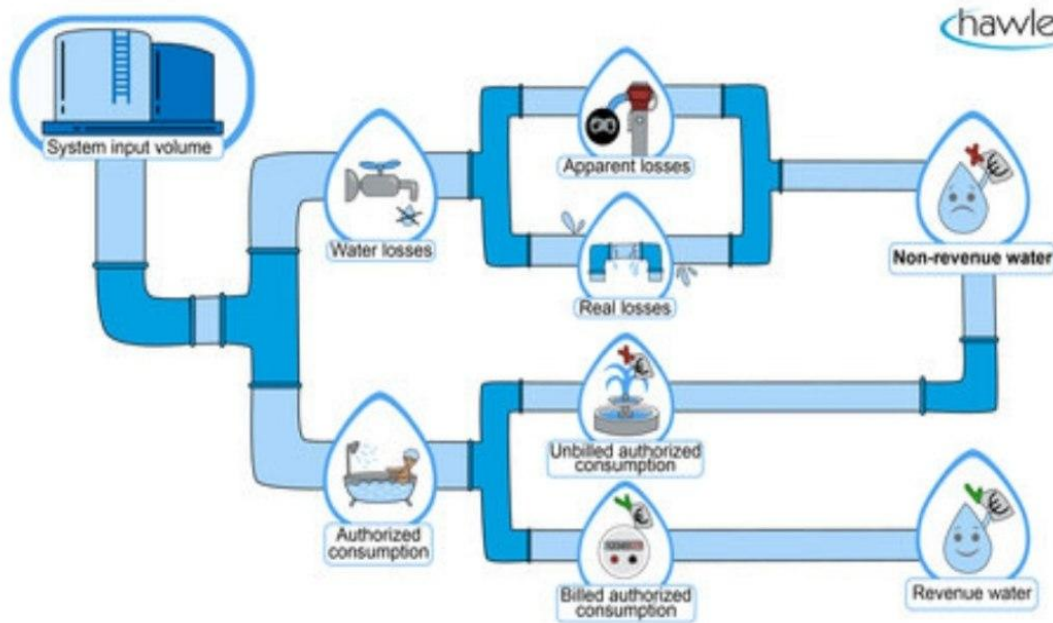 hawle
System input volume
Apparent losses
Water losses
Non-revenue water
Real losses
Unbilled authorized
consumption
Authorized
consumption
Billed authorized
consumption
Revenue water